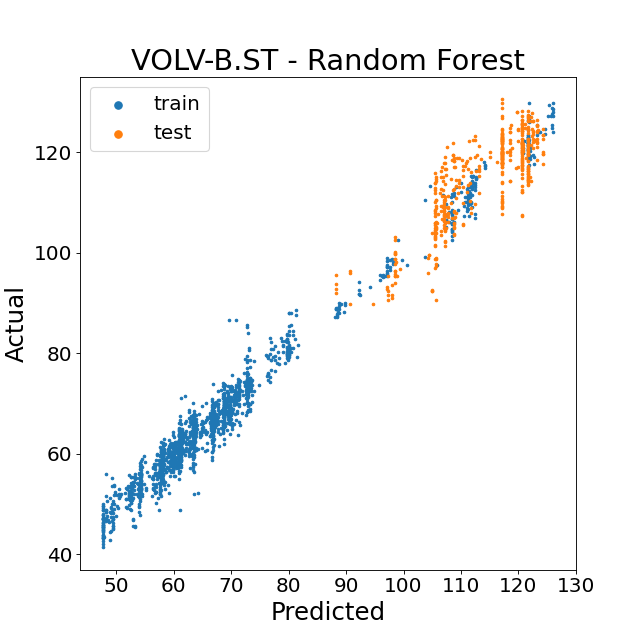 VOLV-B.ST - Random Forest
train
test
120
100
80
60
40
Actual
50 60 70 80 90 100 110 120 130
Predicted